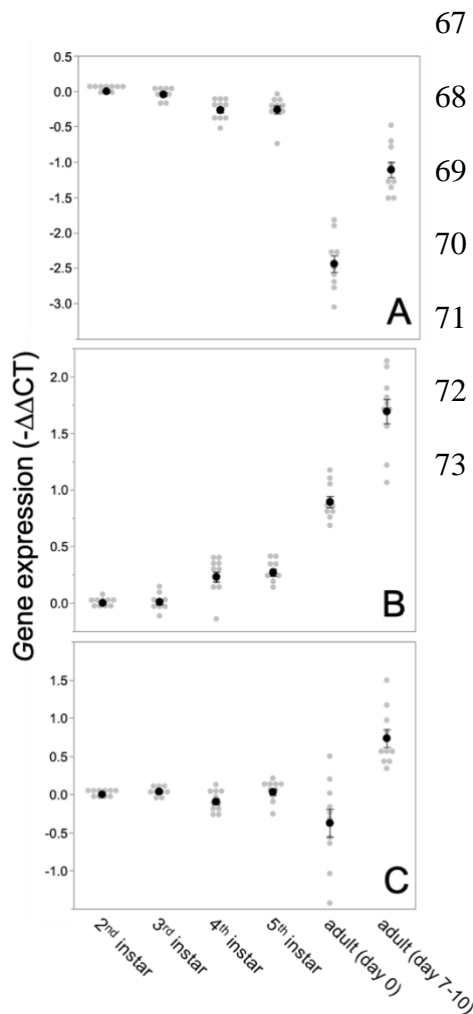 67
68
69
70
71
72
73
Gene expression (-ΔΔCT)
0.5
0.0
-0.5
-1.0
-1.5
-2.0
-2.5
-3.0
A
2.0
1.5
1.0
0.5
0.0
B
1.5
1.0
0.5
0.0
-0.5
-1.0
C
2nd instar
3rd instar
4th instar
5th instar
adult (day 0)
adult (day 7-10)